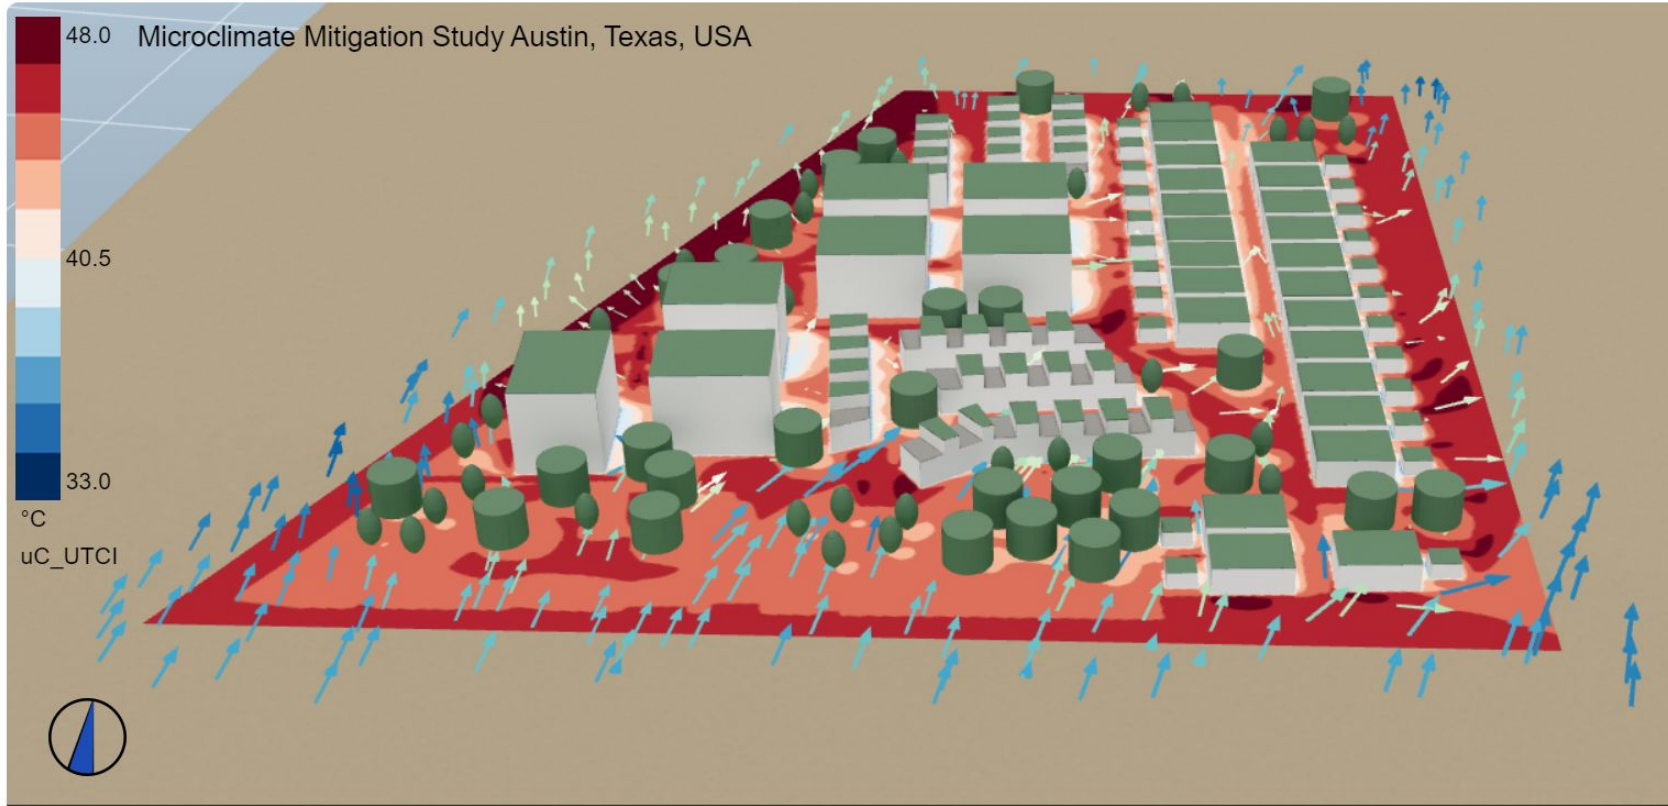 48.0
Microclimate Mitigation Study Austin, Texas, USA
40.5
33.0
°C
uC_UTCI